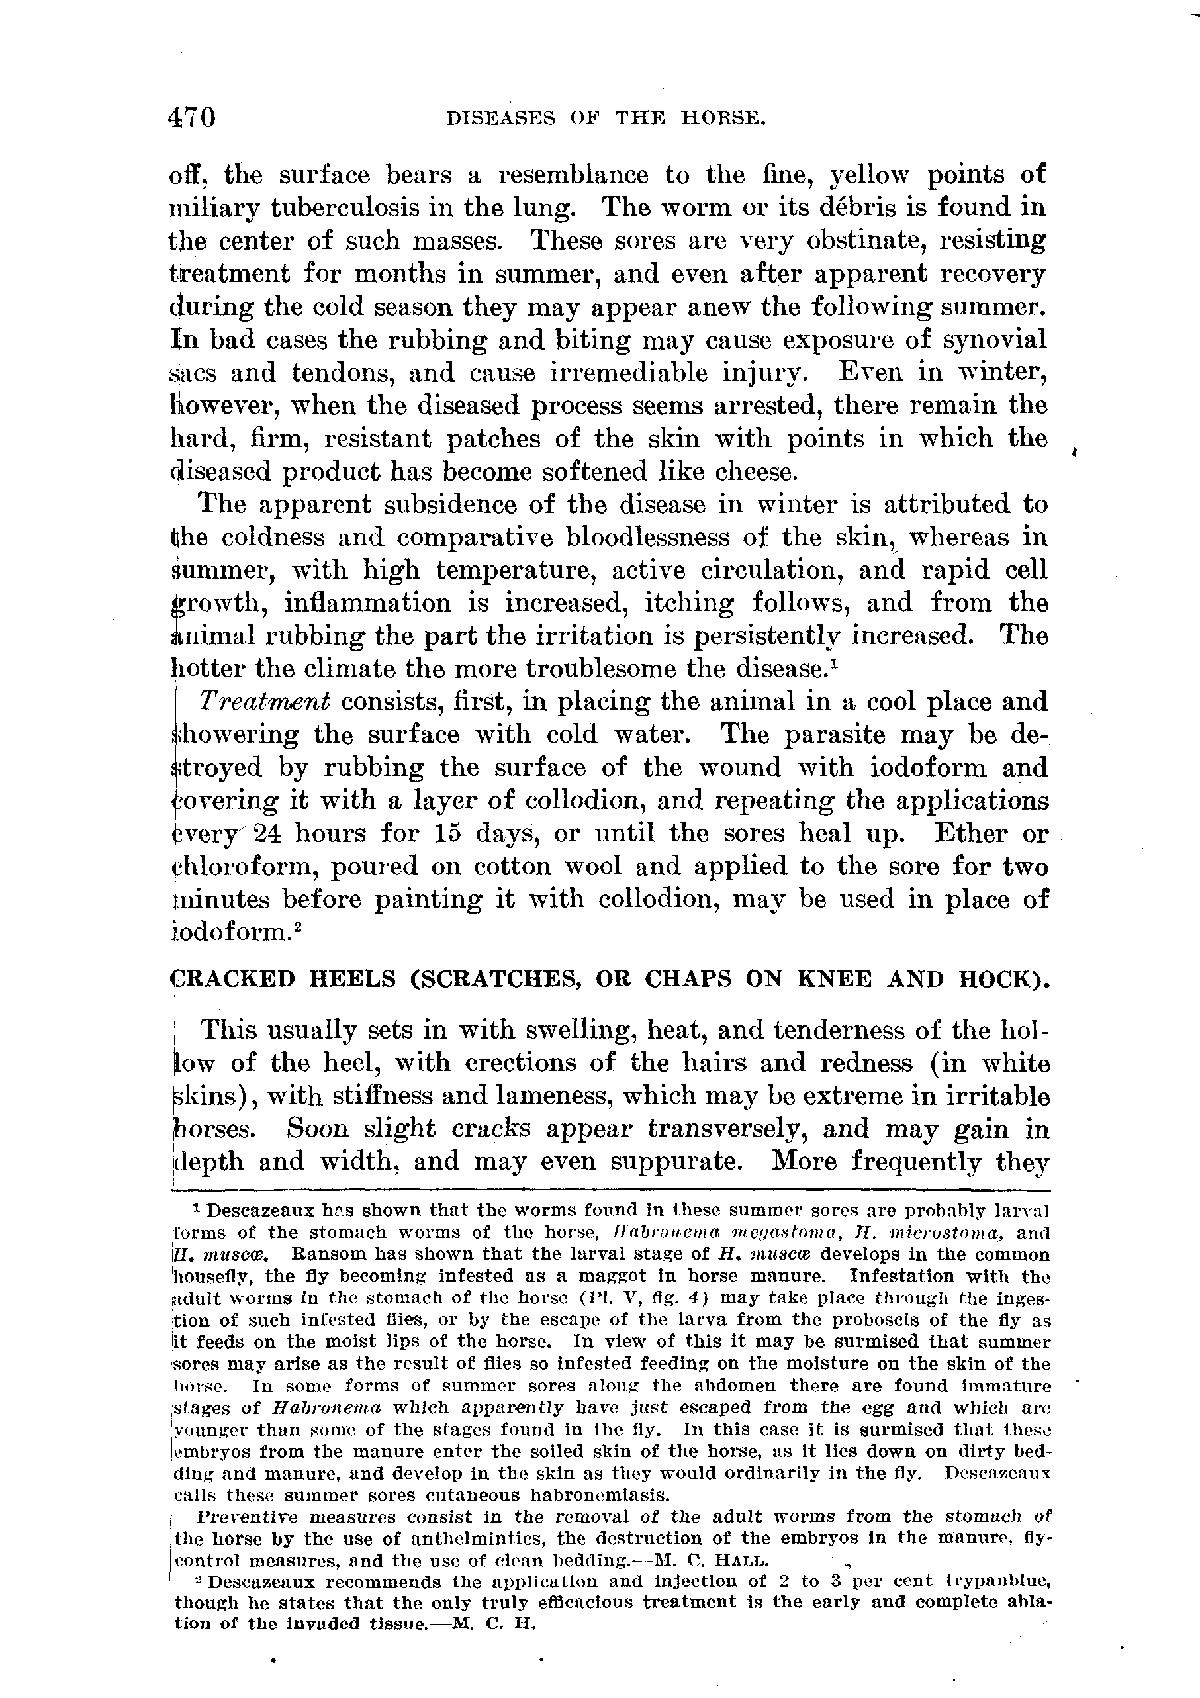 470 DISEASES OF THE HORSE.
off, the surface bears a resemblance to the fine, yellow points of
miliary tuberculosis in the lung. The worm or its débris is found in
the center of such masses. These sores are very obstinate, resisting
treatment for months in summer, and even after apparent recovery
during the cold season they may appear anew the following summer.
In bad cases the rubbing and biting may cause exposure of synovial
sacs and tendons, and cause irremediable injury. Even in winter,
however, when the diseased process seems arrested, there remain the
hard, firm, resistant patches of the skin with points in which the
diseased product has become softened like cheese.
The apparent subsidence of the disease in winter is attributed to
the coldness and comparative bloodlessness of the skin, whereas in
summer, with high temperature, active circulation, and rapid cell
growth, inflammation is increased, itching follows, and from the
animal rubbing the part the irritation is persistently increased. The
hotter the climate the more troublesome the disease.¹
Treatment consists, first, in placing the animal in a cool place and
showering the surface with cold water. The parasite may be de-
stroyed by rubbing the surface of the wound with iodoform and
covering it with a layer of collodion, and repeating the applications
every 24 hours for 15 days, or until the sores heal up. Ether or
chloroform, poured on cotton wool and applied to the sore for two
minutes before painting it with collodion, may be used in place of
iodoform.²
CRACKED HEELS (SCRATCHES, OR CHAPS ON KNEE AND HOCK).
This usually sets in with swelling, heat, and tenderness of the hol-
low of the heel, with erections of the hairs and redness (in white
skins), with stiffness and lameness, which may be extreme in irritable
horses. Soon slight cracks appear transversely, and may gain in
depth and width, and may even suppurate. More frequently they
¹ Descazeaux has shown that the worms found in these summer sores are probably larval
forms of the stomach worms of the horse, Habronema megastoma, H. microstoma, and
H. muscæ. Ransom has shown that the larval stage of H. muscæ develops in the common
housefly, the fly becoming infested as a maggot in horse manure. Infestation with the
adult worms in the stomach of the horse (Pl. V, fig. 4) may take place through the inges-
tion of such infested flies, or by the escape of the larva from the proboscis of the fly as
it feeds on the moist lips of the horse. In view of this it may be surmised that summer
sores may arise as the result of flies so infested feeding on the moisture on the skin of the
horse. In some forms of summer sores along the abdomen there are found immature
stages of Habronema which apparently have just escaped from the egg and which are
younger than some of the stages found in the fly. In this case it is surmised that these
embryos from the manure enter the soiled skin of the horse, as it lies down on dirty bed-
ding and manure, and develop in the skin as they would ordinarily in the fly. Descazeaux
calls these summer sores cutaneous habronemiasis.
Preventive measures consist in the removal of the adult worms from the stomach of
the horse by the use of anthelmintics, the destruction of the embryos in the manure, fly-
control measures, and the use of clean bedding.—M. C. HALL.
² Descazeaux recommends the application and injection of 2 to 3 per cent trypanblue,
though he states that the only truly efficacious treatment is the early and complete abla-
tion of the invaded tissue.—M. C. H.